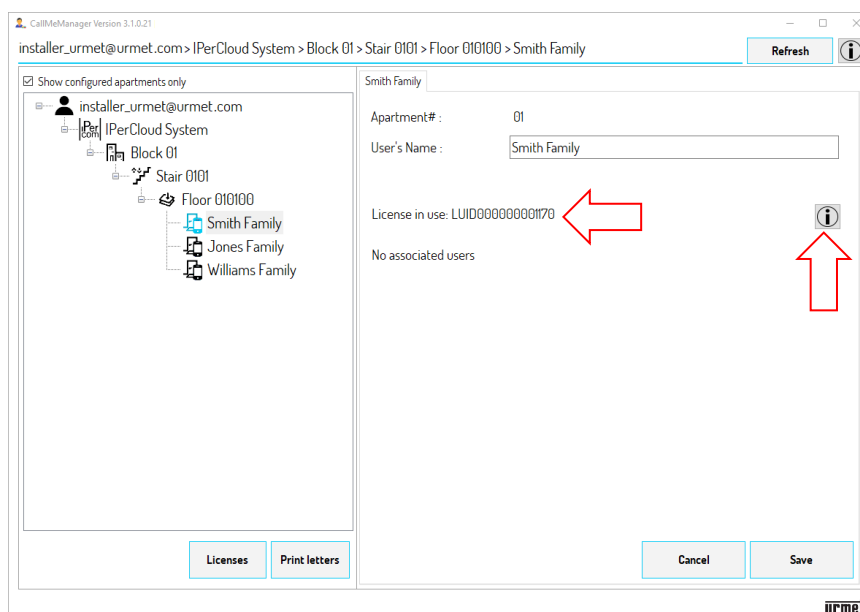 CallMeManager Version 3.1.0.21
installer_urmet@urmet.com > IPerCloud System > Block 01 > Stair 0101 > Floor 010100 > Smith Family
Refresh
Show configured apartments only
installer_urmet@urmet.com
IPer
com
IPerCloud System
Block 01
Stair 0101
Floor 010100
Smith Family
Jones Family
Williams Family
Licenses
Print letters
Smith Family
Apartment# :
01
User's Name :
Smith Family
License in use: LUID000000001170
No associated users
Cancel
Save
urme